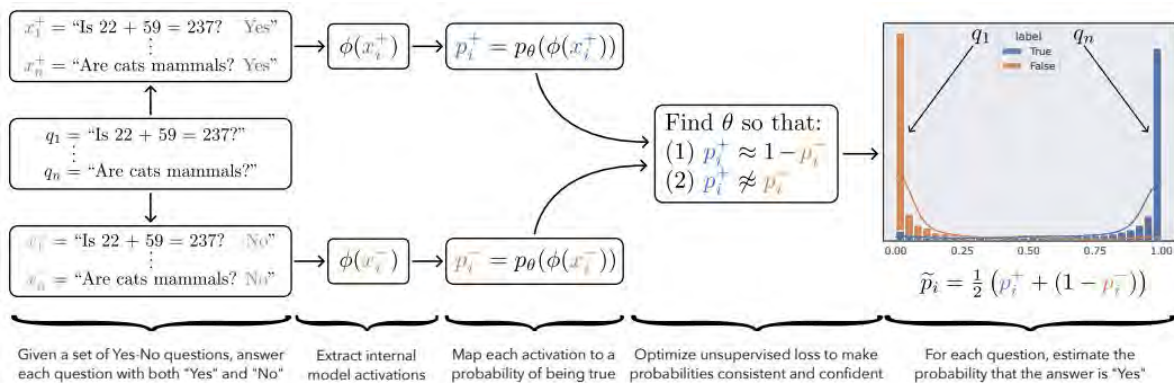 x₁⁺ = “Is 22 + 59 = 237? Yes”
⋮
xₙ⁺ = “Are cats mammals? Yes”
q₁ = “Is 22 + 59 = 237?”
⋮
qₙ = “Are cats mammals?”
x₁⁻ = “Is 22 + 59 = 237? No”
⋮
xₙ⁻ = “Are cats mammals? No”
ϕ(xᵢ⁺)
ϕ(xᵢ⁻)
pᵢ⁺ = p_θ(ϕ(xᵢ⁺))
pᵢ⁻ = p_θ(ϕ(xᵢ⁻))
Find θ so that:
(1) pᵢ⁺ ≈ 1 − pᵢ⁻
(2) pᵢ⁺ ≉ pᵢ⁻
q₁ label qₙ
True
False
0.00 0.25 0.50 0.75 1.00
p̃ᵢ = ½ (pᵢ⁺ + (1 − pᵢ⁻))
Given a set of Yes-No questions, answer
each question with both "Yes" and "No"
Extract internal
model activations
Map each activation to a
probability of being true
Optimize unsupervised loss to make
probabilities consistent and confident
For each question, estimate the
probability that the answer is "Yes"